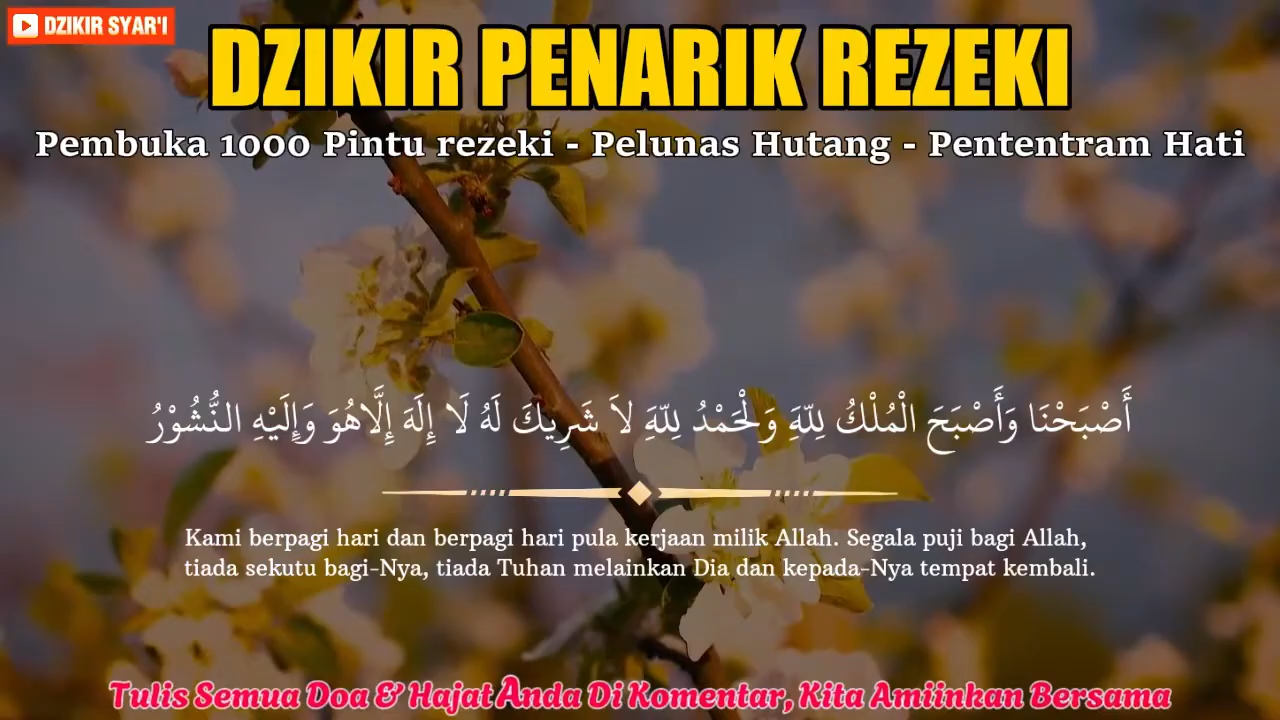 DZIKIR SYAR'I
DZIKIR PENARIK REZEKI
Pembuka 1000 Pintu rezeki - Pelunas Hutang - Pententram Hati
أَصْبَحْنَا وَأَصْبَحَ الْمُلْكُ لِلّهَِ وَلْحَمْدُ لِلّهَِ لاَ شَرِيكَ لَهُ لَا إِلَهَ إِلَّاهُوَ وَإِلَيْهِ النُّشُوْرُ
Kami berpagi hari dan berpagi hari pula kerjaan milik Allah. Segala puji bagi Allah,
tiada sekutu bagi-Nya, tiada Tuhan melainkan Dia dan kepada-Nya tempat kembali.
Tulis Semua Doa & Hajat Anda Di Komentar, Kita Amiinkan Bersama